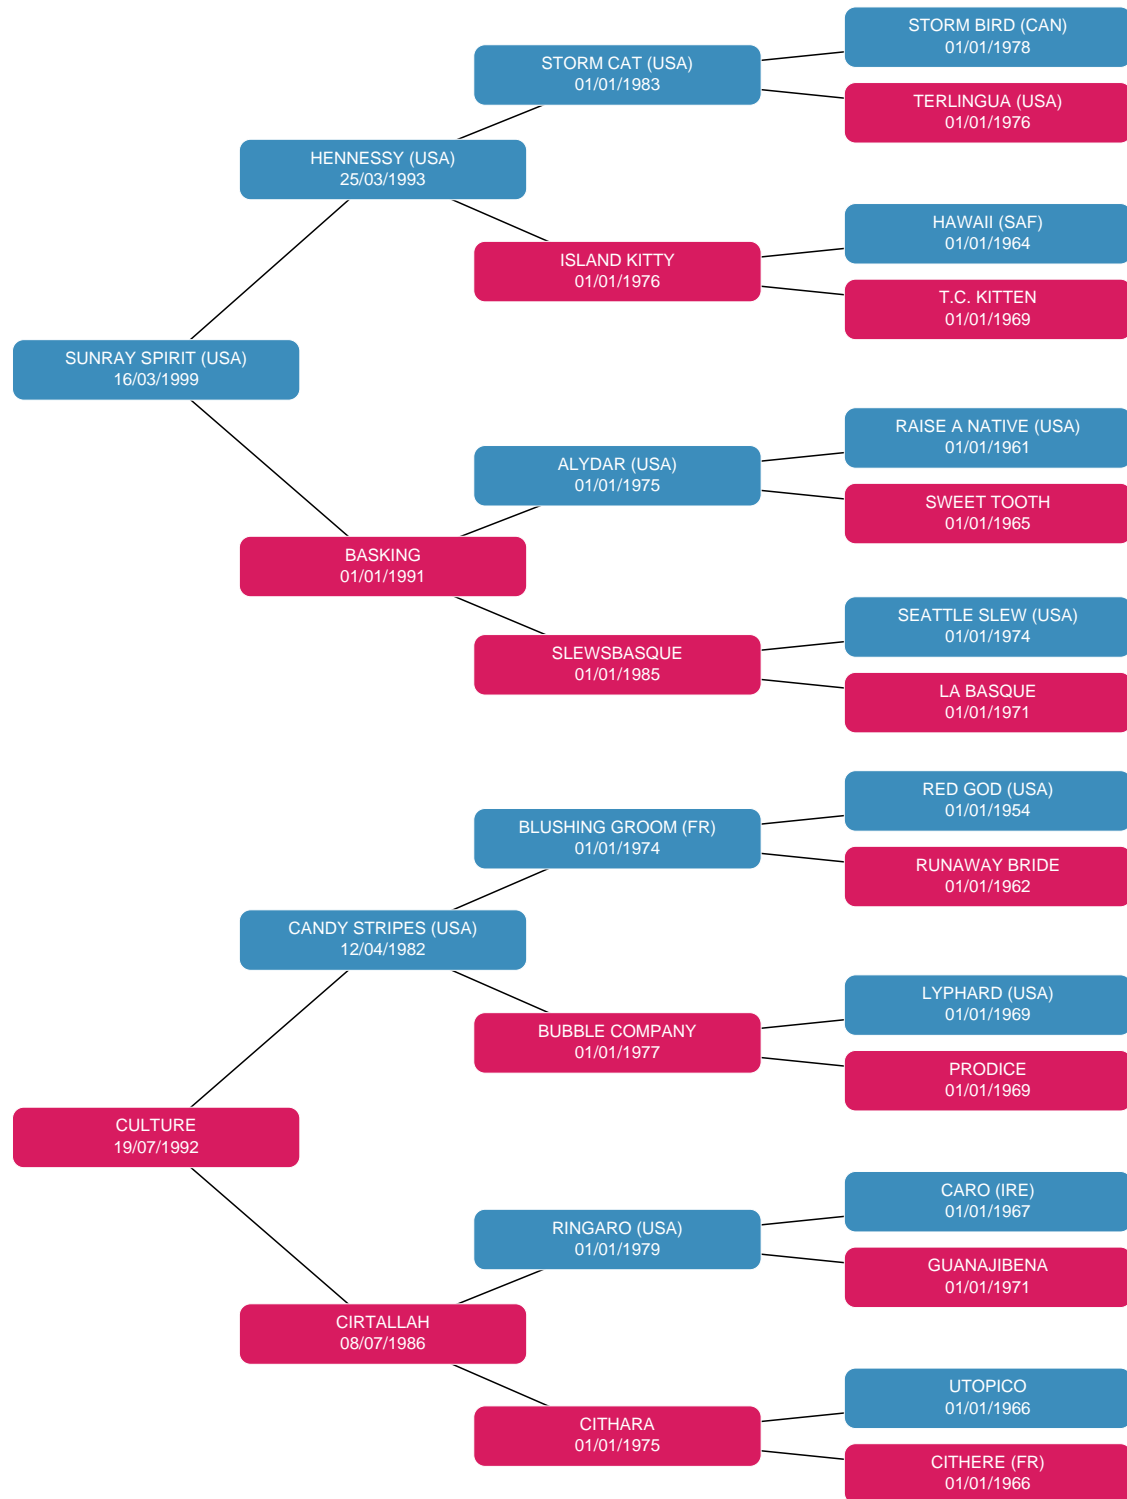 STORM BIRD (CAN)
01/01/1978
STORM CAT (USA)
01/01/1983
TERLINGUA (USA)
01/01/1976
HENNESSY (USA)
25/03/1993
HAWAII (SAF)
01/01/1964
ISLAND KITTY
01/01/1976
T.C. KITTEN
01/01/1969
SUNRAY SPIRIT (USA)
16/03/1999
RAISE A NATIVE (USA)
01/01/1961
ALYDAR (USA)
01/01/1975
SWEET TOOTH
01/01/1965
BASKING
01/01/1991
SEATTLE SLEW (USA)
01/01/1974
SLEWSBASQUE
01/01/1985
LA BASQUE
01/01/1971
RED GOD (USA)
01/01/1954
BLUSHING GROOM (FR)
01/01/1974
RUNAWAY BRIDE
01/01/1962
CANDY STRIPES (USA)
12/04/1982
LYPHARD (USA)
01/01/1969
BUBBLE COMPANY
01/01/1977
PRODICE
01/01/1969
CULTURE
19/07/1992
CARO (IRE)
01/01/1967
RINGARO (USA)
01/01/1979
GUANAJIBENA
01/01/1971
CIRTALLAH
08/07/1986
UTOPICO
01/01/1966
CITHARA
01/01/1975
CITHERE (FR)
01/01/1966